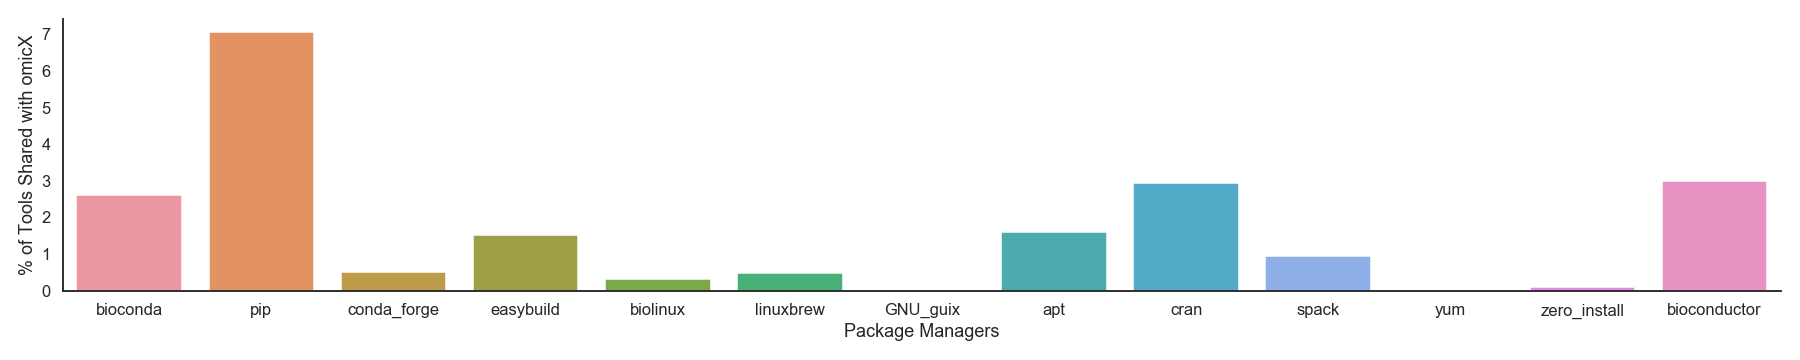 % of Tools Shared with omicX
7
6
5
4
3
2
1
0
bioconda pip conda_forge easybuild biolinux linuxbrew GNU_guix apt cran spack yum zero_install bioconductor
Package Managers